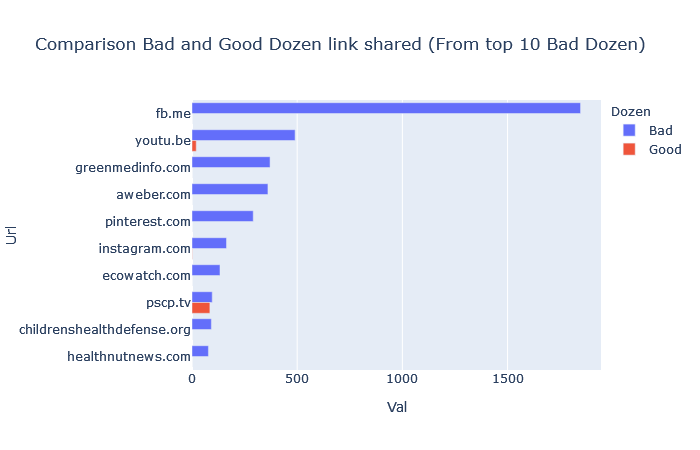 Comparison Bad and Good Dozen link shared (From top 10 Bad Dozen)
Dozen
Bad
Good
Url
fb.me
youtu.be
greenmedinfo.com
aweber.com
pinterest.com
instagram.com
ecowatch.com
pscp.tv
childrenshealthdefense.org
healthnutnews.com
0 500 1000 1500
Val